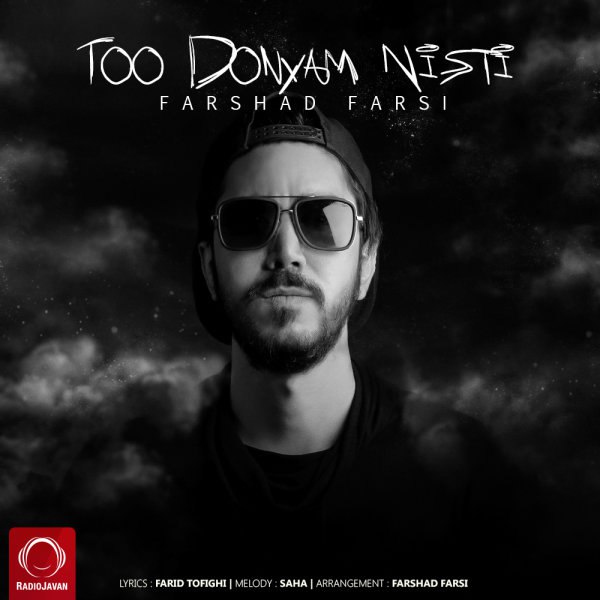 TOO DONYAM NISTI
FARSHAD FARSI
RADIOJAVAN
LYRICS : FARID TOFIGHI | MELODY : SAHA | ARRANGEMENT : FARSHAD FARSI